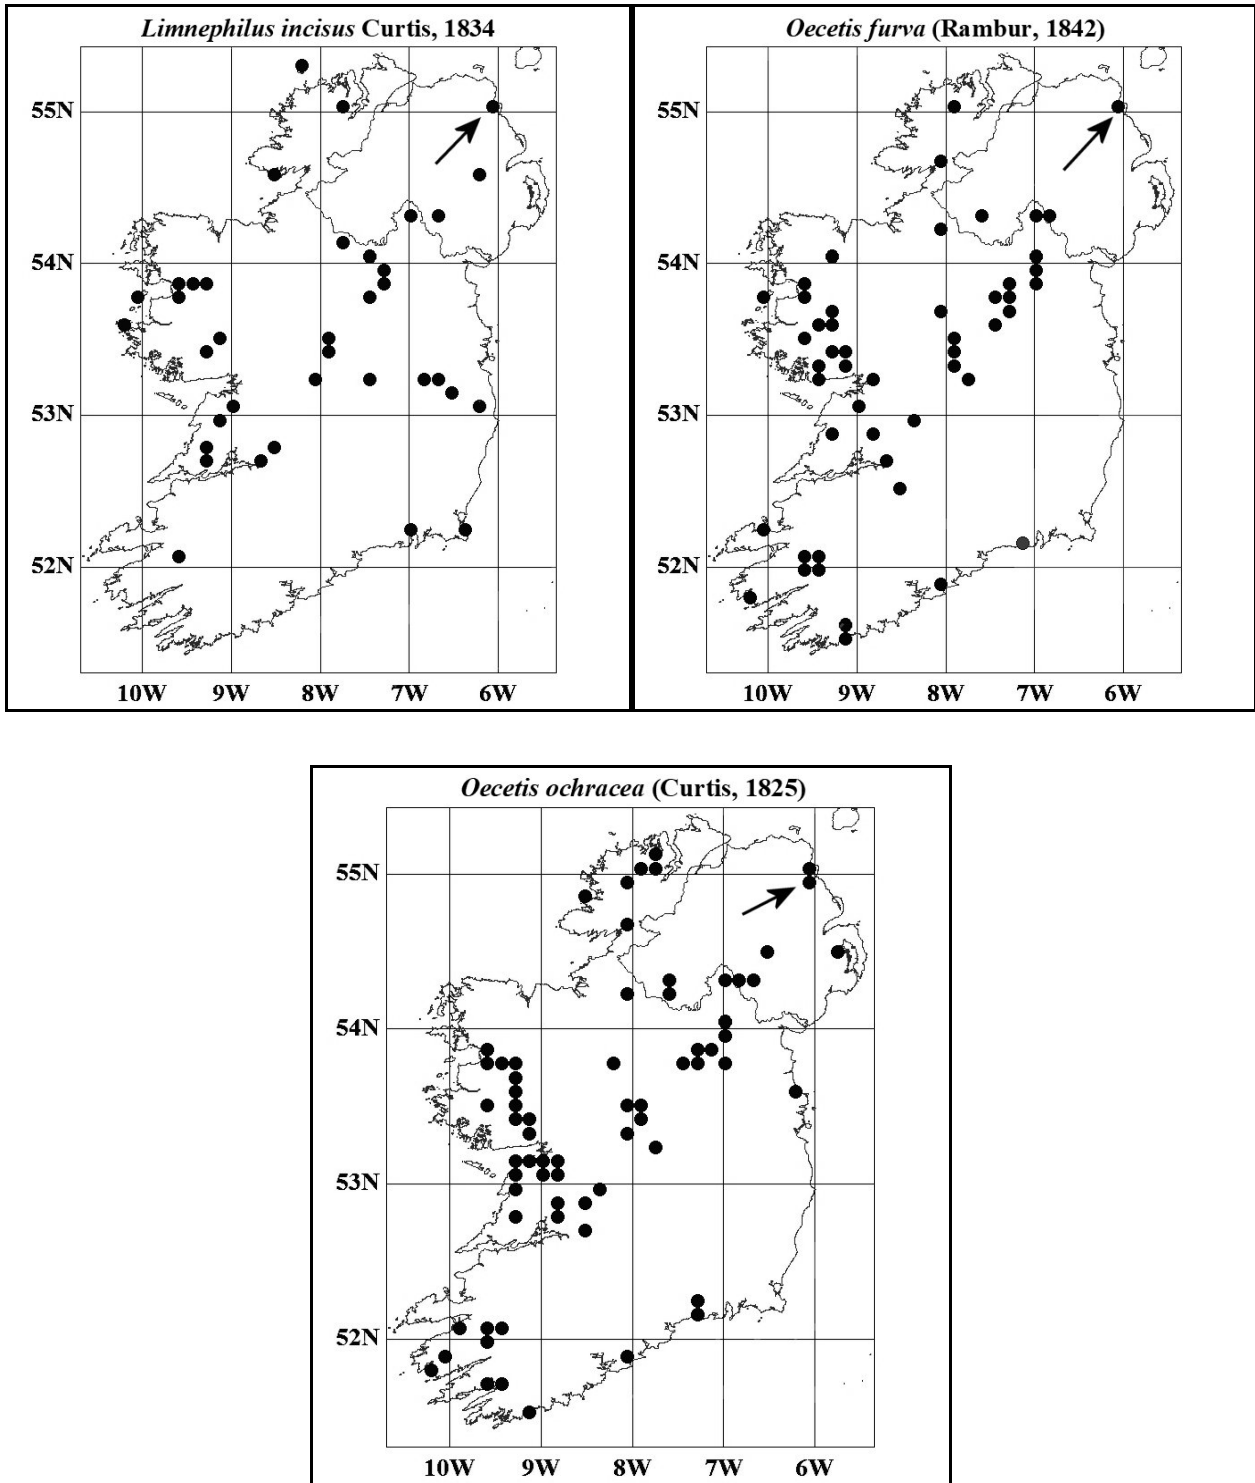 Limnephilus incisus Curtis, 1834
55N
54N
53N
52N
10W 9W 8W 7W 6W
Oecetis furva (Rambur, 1842)
55N
54N
53N
52N
10W 9W 8W 7W 6W
Oecetis ochracea (Curtis, 1825)
55N
54N
53N
52N
10W 9W 8W 7W 6W